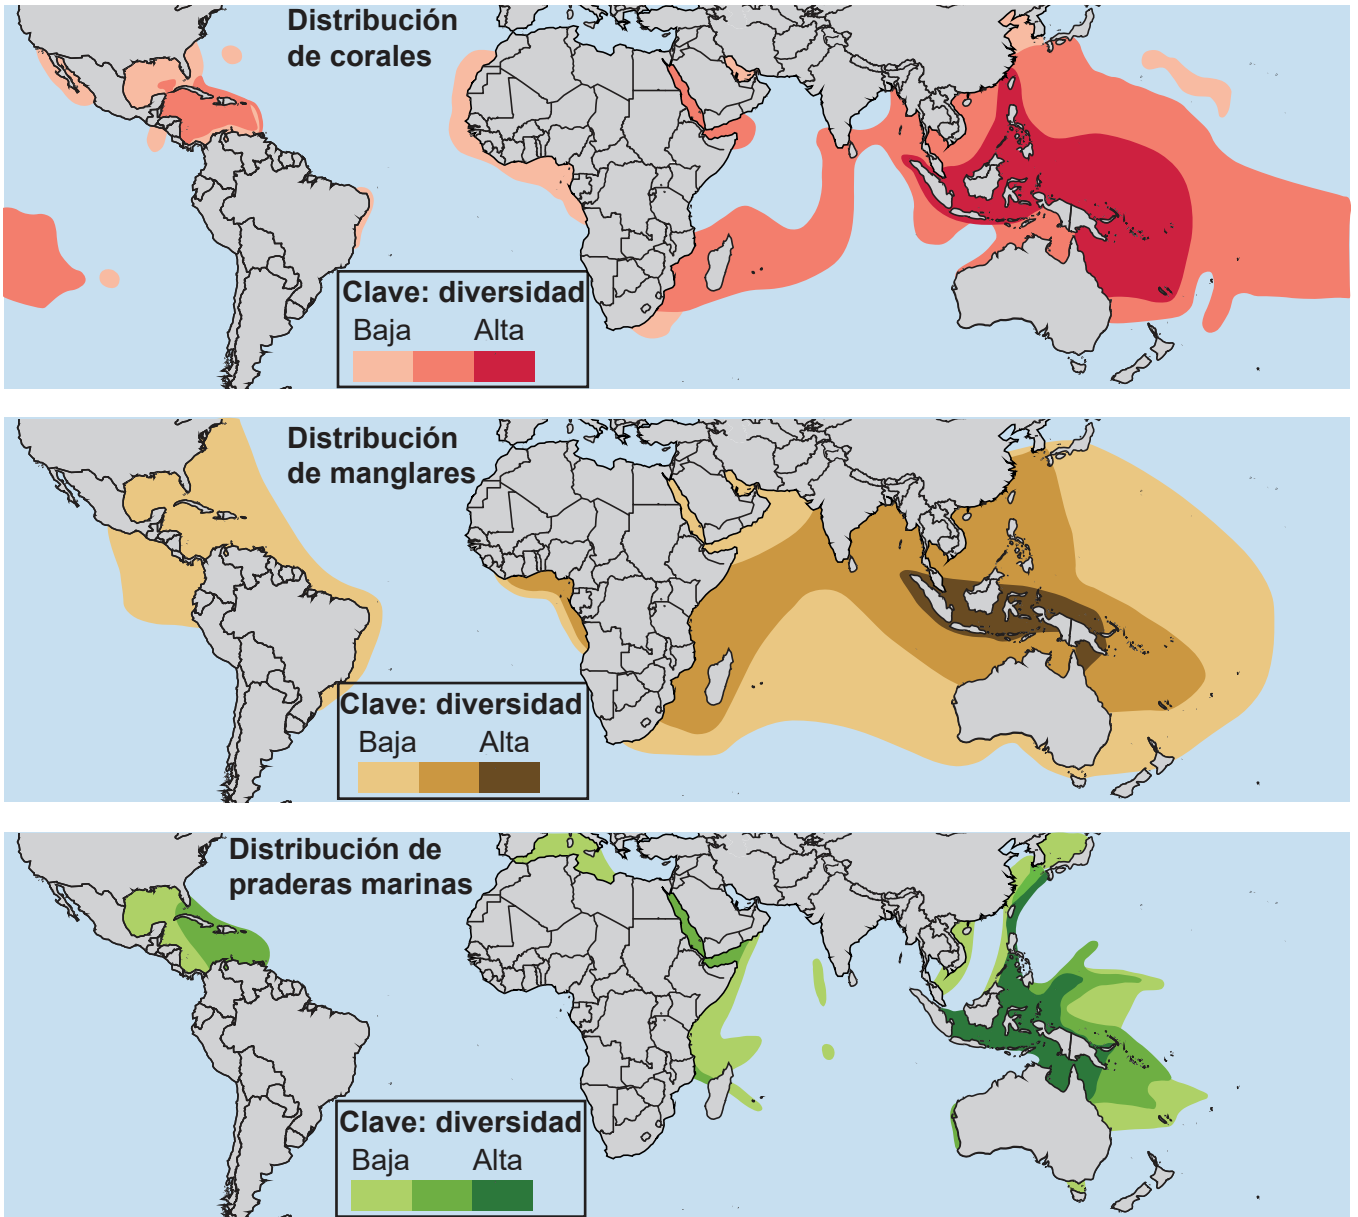 Distribución
de corales
Clave: diversidad
Baja Alta
Distribución
de manglares
Clave: diversidad
Baja Alta
Distribución de
praderas marinas
Clave: diversidad
Baja Alta